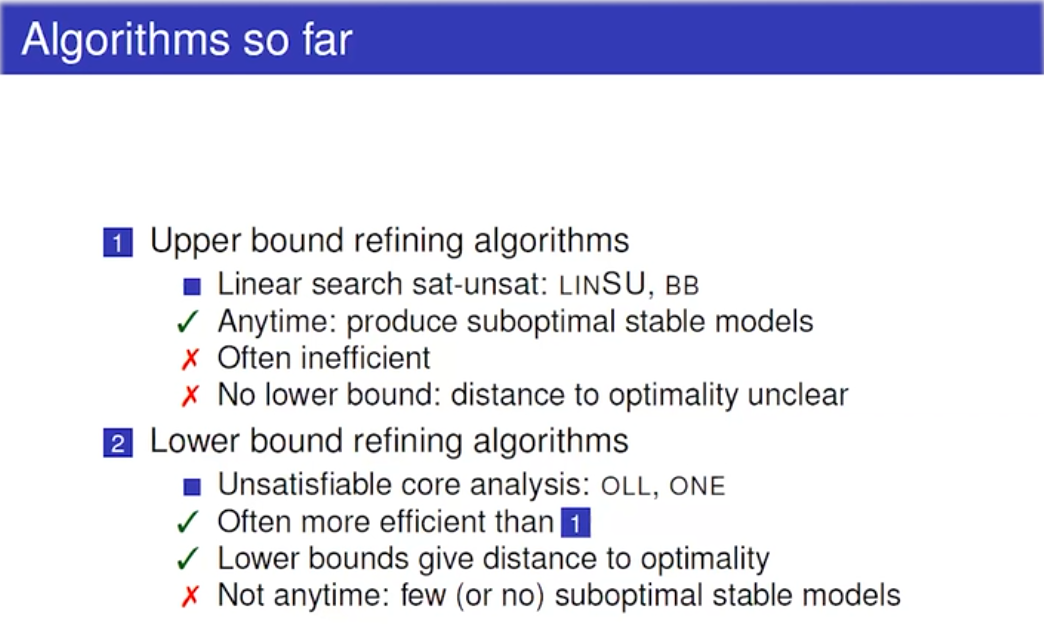 Algorithms so far
1 Upper bound refining algorithms
■ Linear search sat-unsat: LINSU, BB
✓ Anytime: produce suboptimal stable models
✗ Often inefficient
✗ No lower bound: distance to optimality unclear
2 Lower bound refining algorithms
■ Unsatisfiable core analysis: OLL, ONE
✓ Often more efficient than 1
✓ Lower bounds give distance to optimality
✗ Not anytime: few (or no) suboptimal stable models